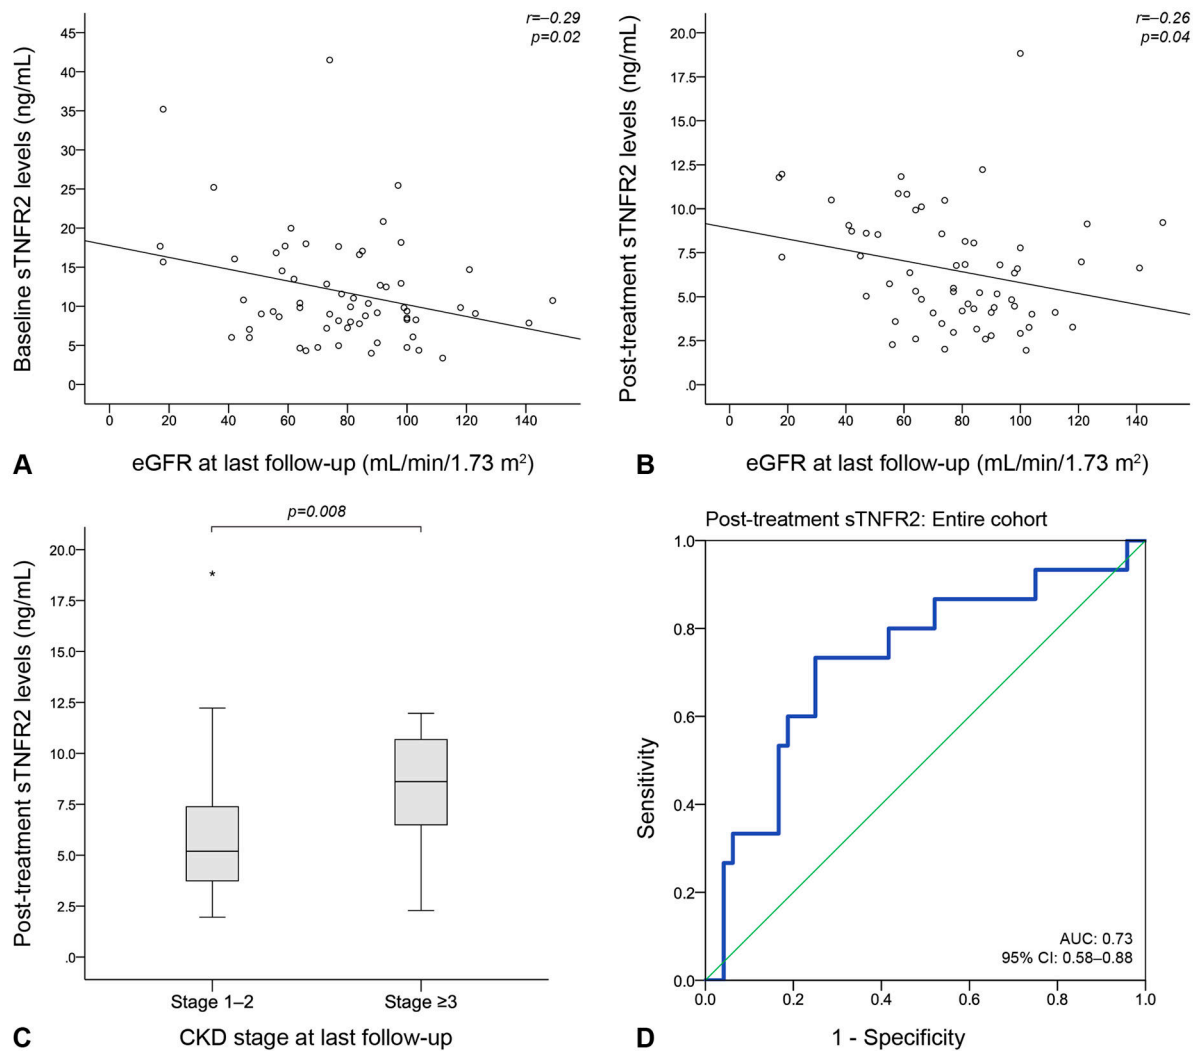 r=–0.29
p=0.02
Baseline sTNFR2 levels (ng/mL)
45
40
35
30
25
20
15
10
5
0
0 20 40 60 80 100 120 140
A eGFR at last follow-up (mL/min/1.73 m²)
r=–0.26
p=0.04
Post-treatment sTNFR2 levels (ng/mL)
20.0
17.5
15.0
12.5
10.0
7.5
5.0
2.5
.0
0 20 40 60 80 100 120 140
B eGFR at last follow-up (mL/min/1.73 m²)
p=0.008
Post-treatment sTNFR2 levels (ng/mL)
20.0
17.5
15.0
12.5
10.0
7.5
5.0
2.5
.0
*
Stage 1–2 Stage ≥3
C CKD stage at last follow-up
Post-treatment sTNFR2: Entire cohort
Sensitivity
1.0
0.8
0.6
0.4
0.2
0.0
AUC: 0.73
95% CI: 0.58–0.88
0.0 0.2 0.4 0.6 0.8 1.0
D 1 - Specificity